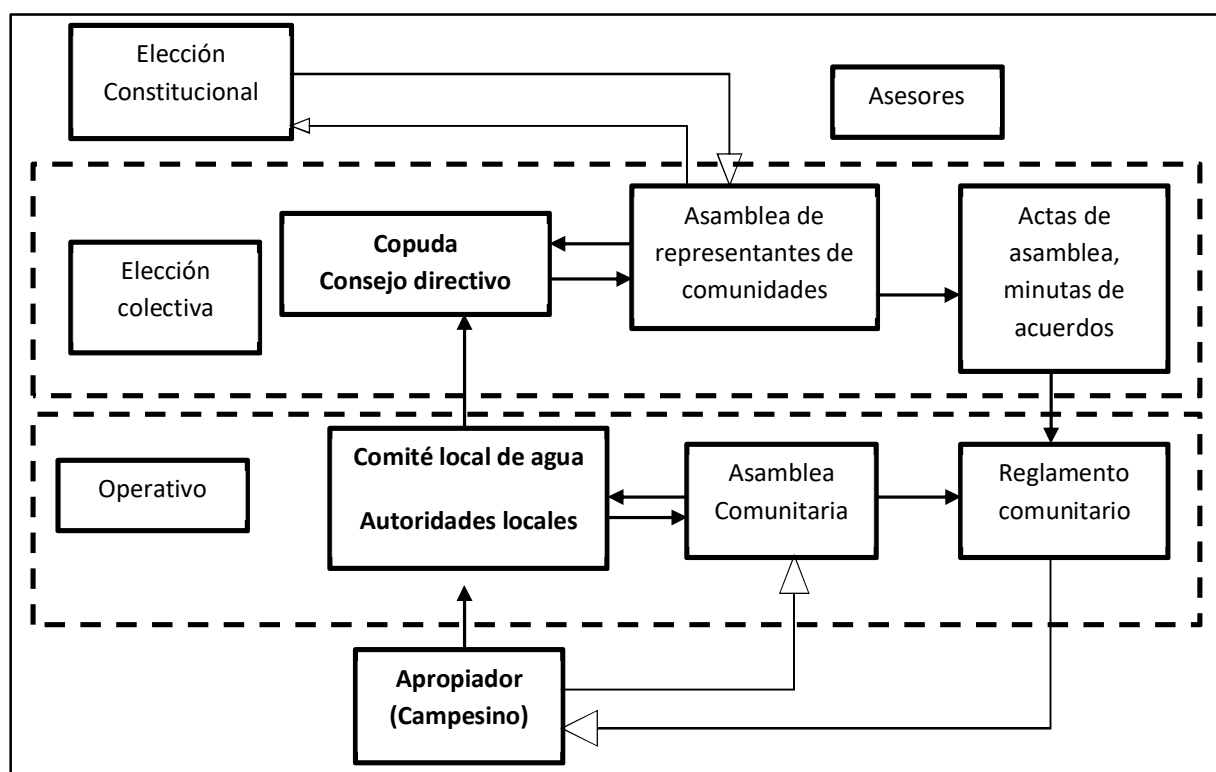 Elección
Constitucional
Asesores
Elección
colectiva
Copuda
Consejo directivo
Asamblea de
representantes de
comunidades
Actas de
asamblea,
minutas de
acuerdos
Operativo
Comité local de agua
Autoridades locales
Asamblea
Comunitaria
Reglamento
comunitario
Apropiador
(Campesino)